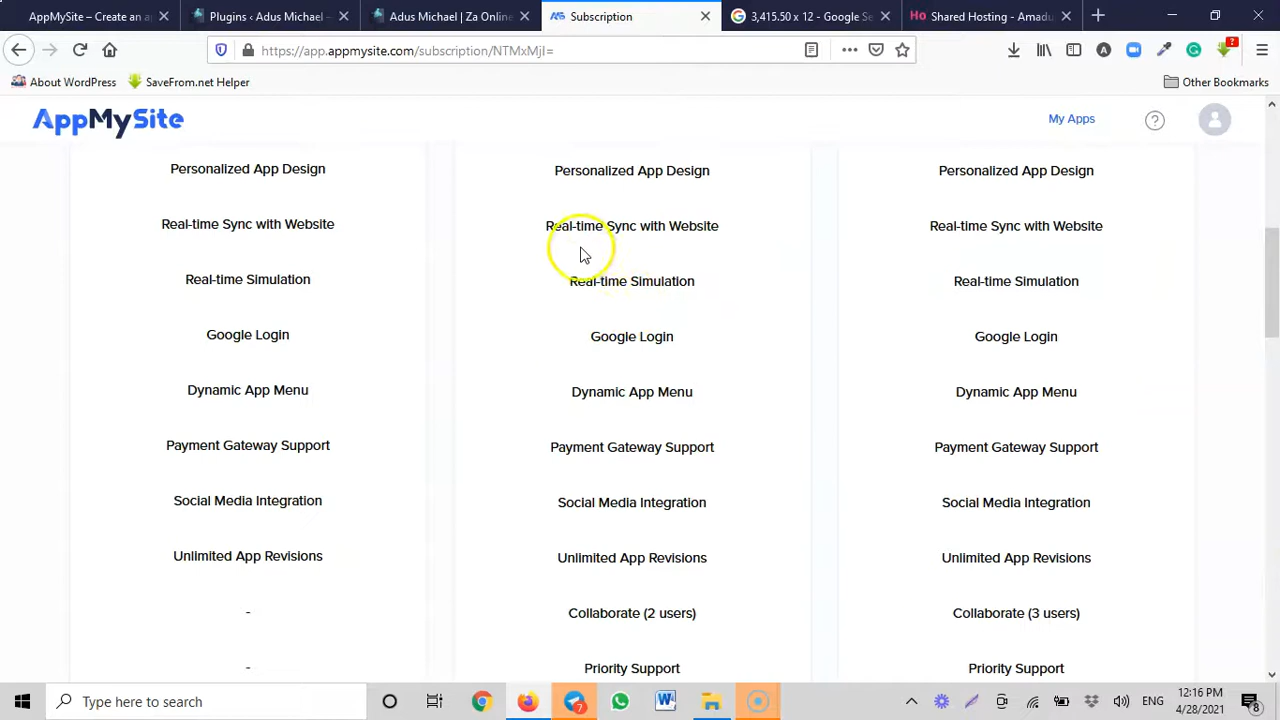 AppMySite – Create an a
Plugins ‹ Adus Michael –
Adus Michael | Za Online
Subscription
3,415.50 x 12 - Google Se
Ho Shared Hosting - Amadu
https://app.appmysite.com/subscription/NTMxMjI=
About WordPress
SaveFrom.net Helper
Other Bookmarks
AppMySite
My Apps
Personalized App Design
Personalized App Design
Personalized App Design
Real-time Sync with Website
Real-time Sync with Website
Real-time Sync with Website
Real-time Simulation
Real-time Simulation
Real-time Simulation
Google Login
Google Login
Google Login
Dynamic App Menu
Dynamic App Menu
Dynamic App Menu
Payment Gateway Support
Payment Gateway Support
Payment Gateway Support
Social Media Integration
Social Media Integration
Social Media Integration
Unlimited App Revisions
Unlimited App Revisions
Unlimited App Revisions
-
Collaborate (2 users)
Collaborate (3 users)
-
Priority Support
Priority Support
Type here to search
7
ENG
12:16 PM
4/28/2021
8